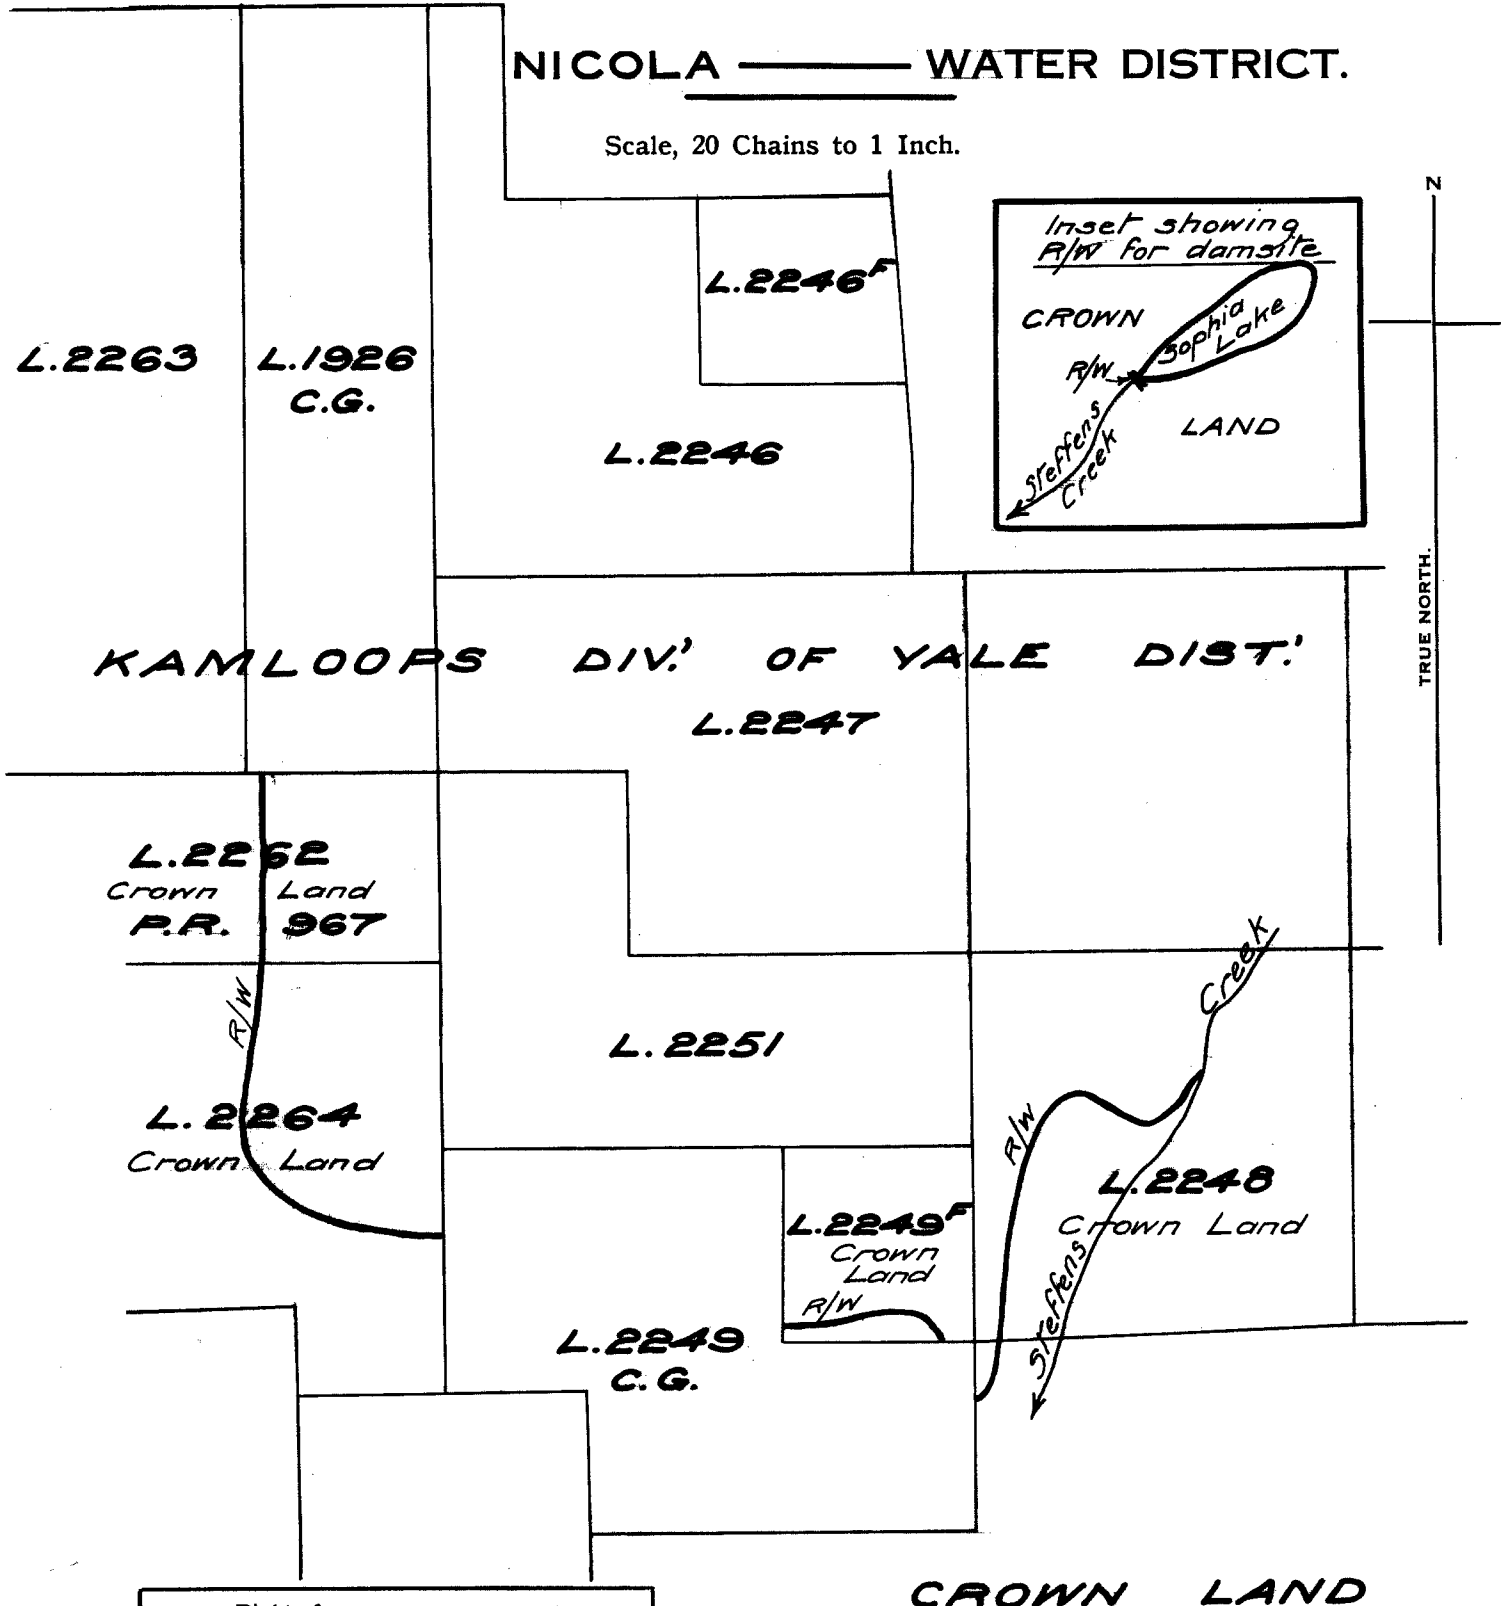 NICOLA WATER DISTRICT.
Scale, 20 Chains to 1 Inch.
N
TRUE NORTH.
Inset showing
R/W for damsite
CROWN
Sophia
Lake
R/W
LAND
Steffens
Creek
L.2246F
L.2263
L.1926
C.G.
L.2246
KAMLOOPS DIV.' OF YALE DIST.'
L.2247
L.2262
Crown Land
P.R. 967
R/W
Creek
L.2251
L.2264
Crown Land
R/W
L.2248
Crown Land
Steffens
L.2249F
Crown
Land
R/W
L.2249
C.G.
CROWN LAND